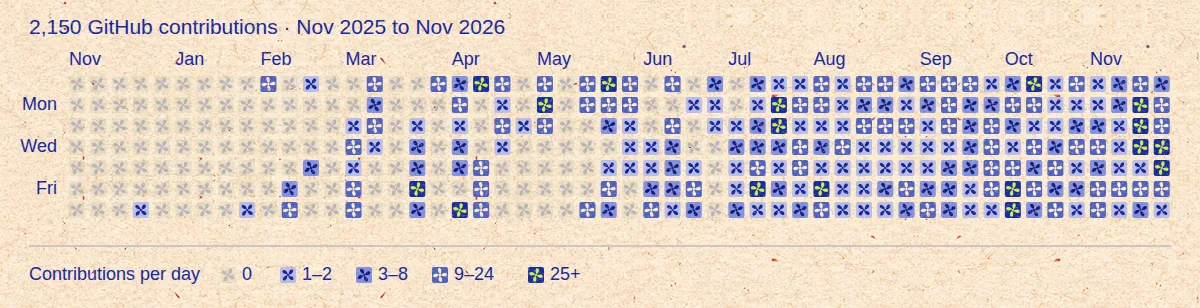 2,150 GitHub contributions · Nov 2025 to Nov 2026
Nov Jan Feb Mar Apr May Jun Jul Aug Sep Oct Nov
Mon
Wed
Fri
Contributions per day 0 1–2 3–8 9–24 25+